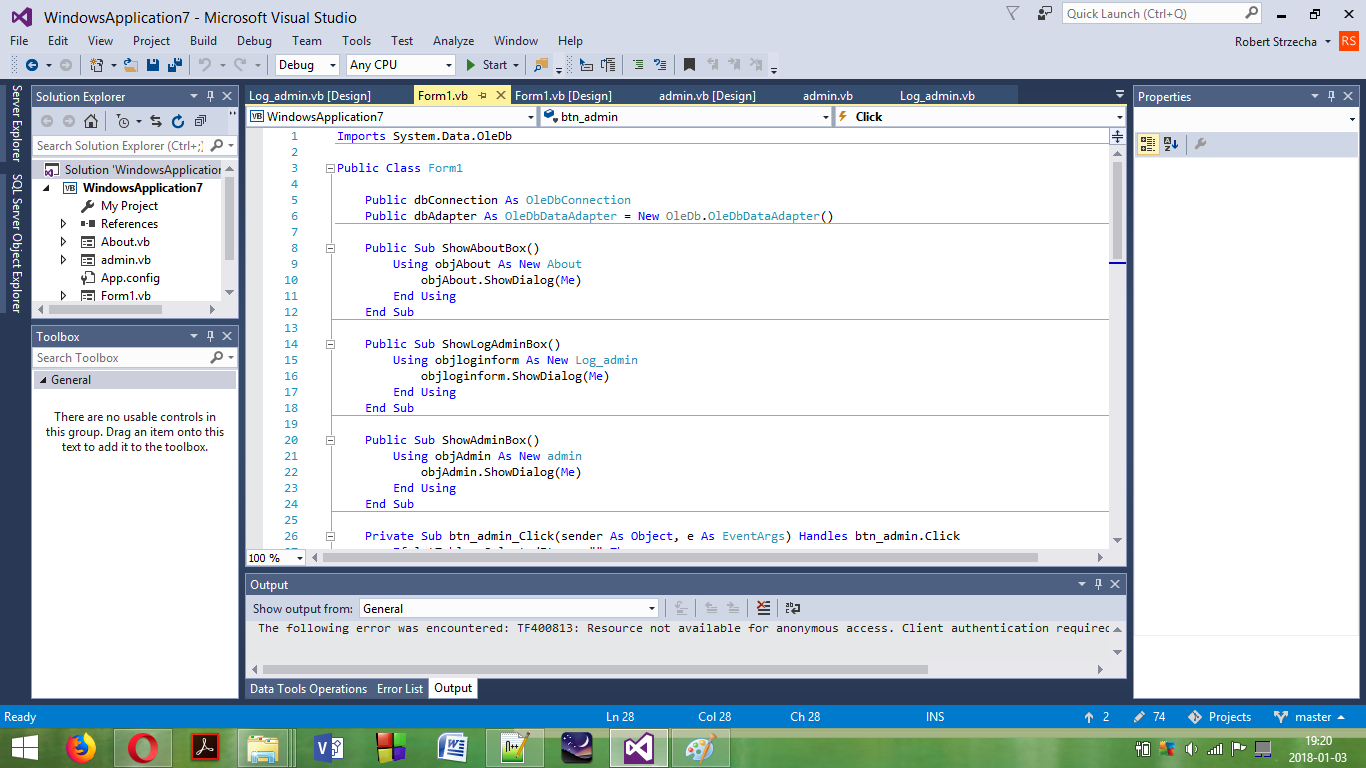 WindowsApplication7 - Microsoft Visual Studio
Quick Launch (Ctrl+Q)
File Edit View Project Build Debug Team Tools Test Analyze Window Help
Robert Strzecha RS
Debug Any CPU Start
Server Explorer
SQL Server Object Explorer
Solution Explorer
Search Solution Explorer (Ctrl+;)
Solution 'WindowsApplication
VB WindowsApplication7
My Project
References
About.vb
admin.vb
App.config
Form1.vb
Toolbox
Search Toolbox
General
There are no usable controls in
this group. Drag an item onto this
text to add it to the toolbox.
Log_admin.vb [Design] Form1.vb Form1.vb [Design] admin.vb [Design] admin.vb Log_admin.vb
VB WindowsApplication7 btn_admin Click
1 Imports System.Data.OleDb
2
3 Public Class Form1
4
5 Public dbConnection As OleDbConnection
6 Public dbAdapter As OleDbDataAdapter = New OleDb.OleDbDataAdapter()
7
8 Public Sub ShowAboutBox()
9 Using objAbout As New About
10 objAbout.ShowDialog(Me)
11 End Using
12 End Sub
13
14 Public Sub ShowLogAdminBox()
15 Using objloginform As New Log_admin
16 objloginform.ShowDialog(Me)
17 End Using
18 End Sub
19
20 Public Sub ShowAdminBox()
21 Using objAdmin As New admin
22 objAdmin.ShowDialog(Me)
23 End Using
24 End Sub
25
26 Private Sub btn_admin_Click(sender As Object, e As EventArgs) Handles btn_admin.Click
100 %
Output
Show output from: General
The following error was encountered: TF400813: Resource not available for anonymous access. Client authentication required
Data Tools Operations Error List Output
Properties
Ready Ln 28 Col 28 Ch 28 INS 2 74 Projects master
19:20
2018-01-03